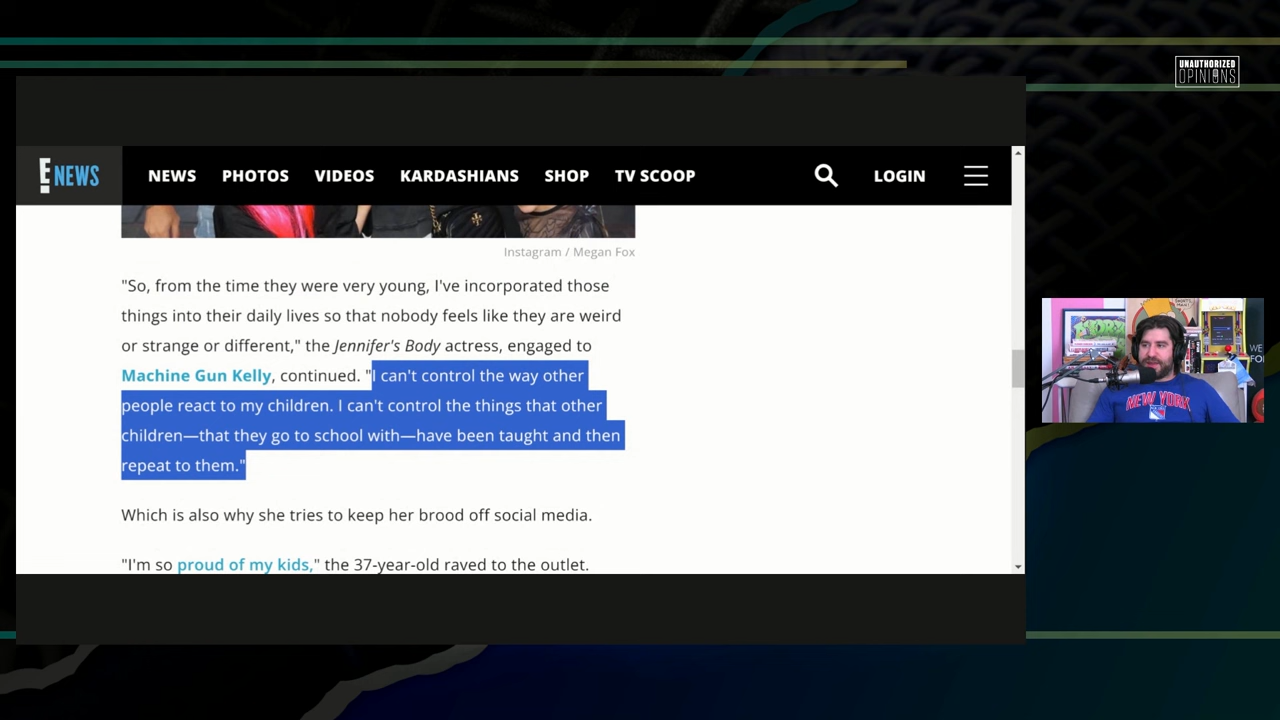 UNAUTHORIZED
OPINIONS
E! NEWS
NEWS PHOTOS VIDEOS KARDASHIANS SHOP TV SCOOP LOGIN
Instagram / Megan Fox
"So, from the time they were very young, I've incorporated those
things into their daily lives so that nobody feels like they are weird
or strange or different," the Jennifer's Body actress, engaged to
Machine Gun Kelly, continued. "I can't control the way other
people react to my children. I can't control the things that other
children—that they go to school with—have been taught and then
repeat to them."
Which is also why she tries to keep her brood off social media.
"I'm so proud of my kids," the 37-year-old raved to the outlet.
NEW YORK
WE